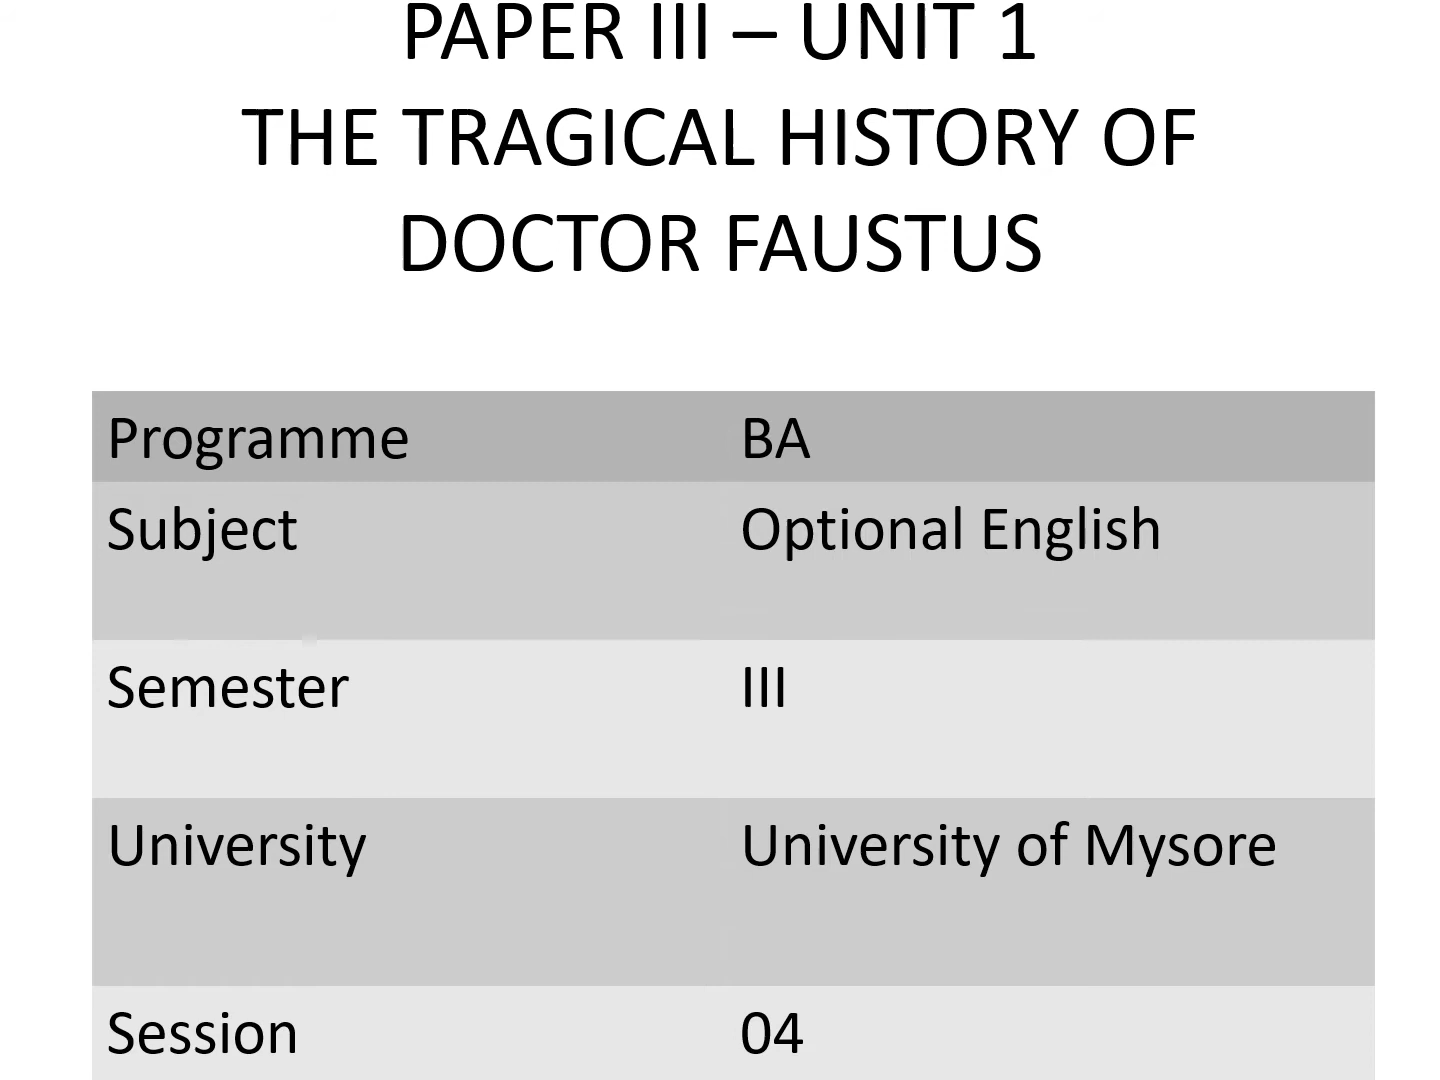 PAPER III – UNIT 1
THE TRAGICAL HISTORY OF
DOCTOR FAUSTUS
Programme BA
Subject Optional English
Semester III
University University of Mysore
Session 04